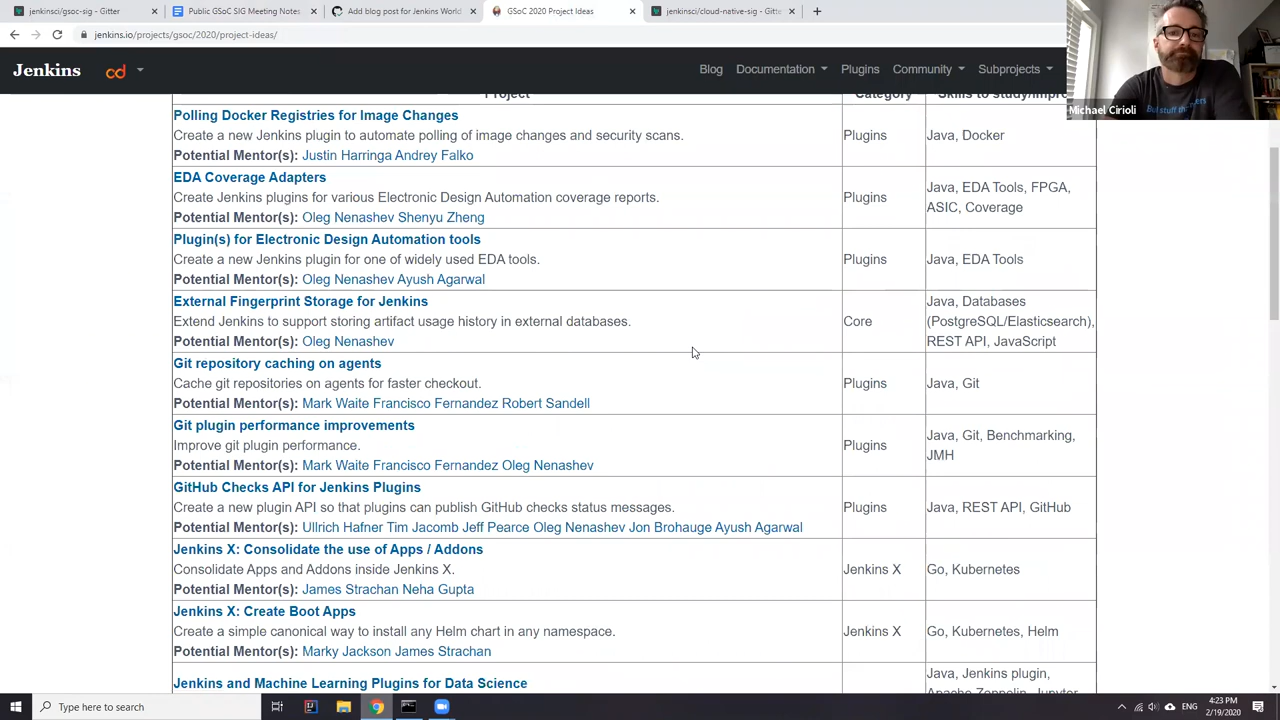 jenkinsci/gsoc-sig - Gitter
Public GSoC SIG Meeting Notes
Add blog post for Jenkins World
GSoC 2020 Project Ideas
jenkinsci/cloud-native-sig - Gitte
jenkins.io/projects/gsoc/2020/project-ideas/
Michael Cirioli
Jenkins
cd
Blog
Documentation
Plugins
Community
Subprojects
Project
Category
Skills to study/impro
Polling Docker Registries for Image Changes
Create a new Jenkins plugin to automate polling of image changes and security scans.
Potential Mentor(s): Justin Harringa Andrey Falko
Plugins
Java, Docker
EDA Coverage Adapters
Create Jenkins plugins for various Electronic Design Automation coverage reports.
Potential Mentor(s): Oleg Nenashev Shenyu Zheng
Plugins
Java, EDA Tools, FPGA,
ASIC, Coverage
Plugin(s) for Electronic Design Automation tools
Create a new Jenkins plugin for one of widely used EDA tools.
Potential Mentor(s): Oleg Nenashev Ayush Agarwal
Plugins
Java, EDA Tools
External Fingerprint Storage for Jenkins
Extend Jenkins to support storing artifact usage history in external databases.
Potential Mentor(s): Oleg Nenashev
Core
Java, Databases
(PostgreSQL/Elasticsearch),
REST API, JavaScript
Git repository caching on agents
Cache git repositories on agents for faster checkout.
Potential Mentor(s): Mark Waite Francisco Fernandez Robert Sandell
Plugins
Java, Git
Git plugin performance improvements
Improve git plugin performance.
Potential Mentor(s): Mark Waite Francisco Fernandez Oleg Nenashev
Plugins
Java, Git, Benchmarking,
JMH
GitHub Checks API for Jenkins Plugins
Create a new plugin API so that plugins can publish GitHub checks status messages.
Potential Mentor(s): Ullrich Hafner Tim Jacomb Jeff Pearce Oleg Nenashev Jon Brohauge Ayush Agarwal
Plugins
Java, REST API, GitHub
Jenkins X: Consolidate the use of Apps / Addons
Consolidate Apps and Addons inside Jenkins X.
Potential Mentor(s): James Strachan Neha Gupta
Jenkins X
Go, Kubernetes
Jenkins X: Create Boot Apps
Create a simple canonical way to install any Helm chart in any namespace.
Potential Mentor(s): Marky Jackson James Strachan
Jenkins X
Go, Kubernetes, Helm
Jenkins and Machine Learning Plugins for Data Science
Java, Jenkins plugin,
Apache Zeppelin, Jupyter
Type here to search
ENG
4:23 PM
2/19/2020